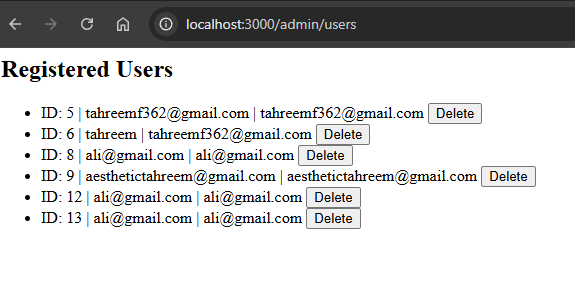 localhost:3000/admin/users
Registered Users
ID: 5 | tahreemf362@gmail.com | tahreemf362@gmail.com Delete
ID: 6 | tahreem | tahreemf362@gmail.com Delete
ID: 8 | ali@gmail.com | ali@gmail.com Delete
ID: 9 | aesthetictahreem@gmail.com | aesthetictahreem@gmail.com Delete
ID: 12 | ali@gmail.com | ali@gmail.com Delete
ID: 13 | ali@gmail.com | ali@gmail.com Delete